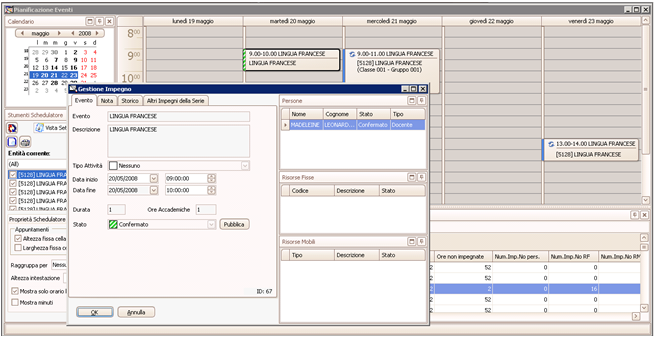 Pianificazione Eventi
Calendario
maggio 2008
l m m g v s d
18 28 29 30 1 2 3 4
19 5 6 7 8 9 10 11
20 12 13 14 15 16 17 18
21 19 20 21 22 23 24 25
22 26 27 28
lunedì 19 maggio
martedì 20 maggio
mercoledì 21 maggio
giovedì 22 maggio
venerdì 23 maggio
8:00
9:00
10:00
9.00-10.00 LINGUA FRANCESE
LINGUA FRANCESE
9.00-11.00 LINGUA FRANCESE
[5128] LINGUA FRANCESE
(Classe 001 - Gruppo 001)
13.00-14.00 LINGUA FRANCESE
[5128] LINGUA FRANCESE
Strumenti Schedulatore
Vista Set
Entità corrente:
(All)
[5128] LINGUA FRA
[5128] LINGUA FRA
[5128] LINGUA FRA
[5128] LINGUA FRA
Proprietà Schedulatore
Appuntamenti
Altezza fissa cella
Larghezza fissa c
Raggruppa per Nessu
Altezza intestazione
Mostra solo orario l
Mostra minuti
Gestione Impegno
Evento Nota Storico Altri Impegni della Serie
Evento LINGUA FRANCESE
Descrizione LINGUA FRANCESE
Tipo Attività Nessuno
Data inizio 20/05/2008 09:00:00
Data fine 20/05/2008 10:00:00
Durata 1 Ore Accademiche 1
Stato Confermato Pubblica
ID: 67
OK Annulla
Persone
Nome Cognome Stato Tipo
MADELEINE LEONARD... Confermato Docente
Risorse Fisse
Codice Descrizione Stato
Risorse Mobili
Tipo Descrizione Stato
Ore non impegnate Num.Imp.No pers. Num.Imp.No RF Num.Imp.No RM
2 52 0 0
2 52 0 0
2 2 0 16
2 52 0 0
52 0 0